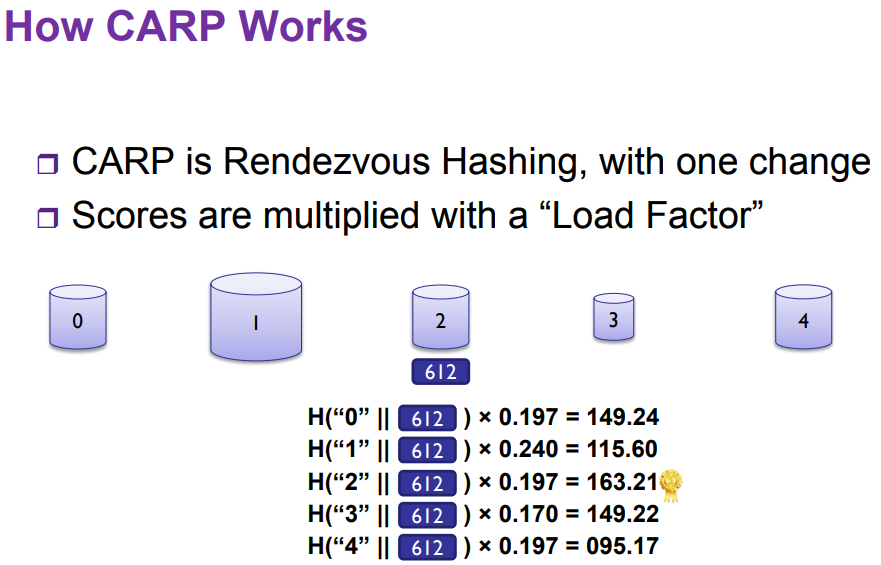 How CARP Works
CARP is Rendezvous Hashing, with one change
Scores are multiplied with a “Load Factor”
0
1
2
3
4
612
H(“0” || 612 ) × 0.197 = 149.24
H(“1” || 612 ) × 0.240 = 115.60
H(“2” || 612 ) × 0.197 = 163.21
H(“3” || 612 ) × 0.170 = 149.22
H(“4” || 612 ) × 0.197 = 095.17